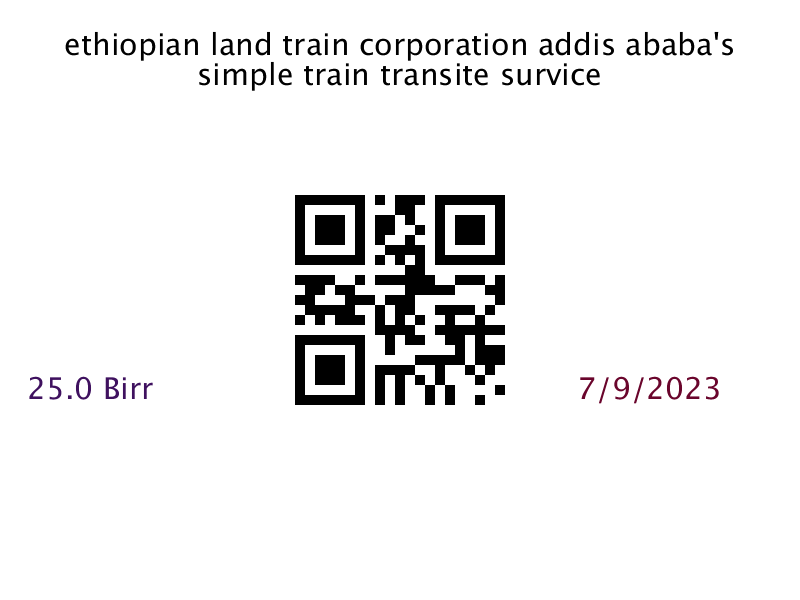 ethiopian land train corporation addis ababa's
simple train transite survice
25.0 Birr
7/9/2023